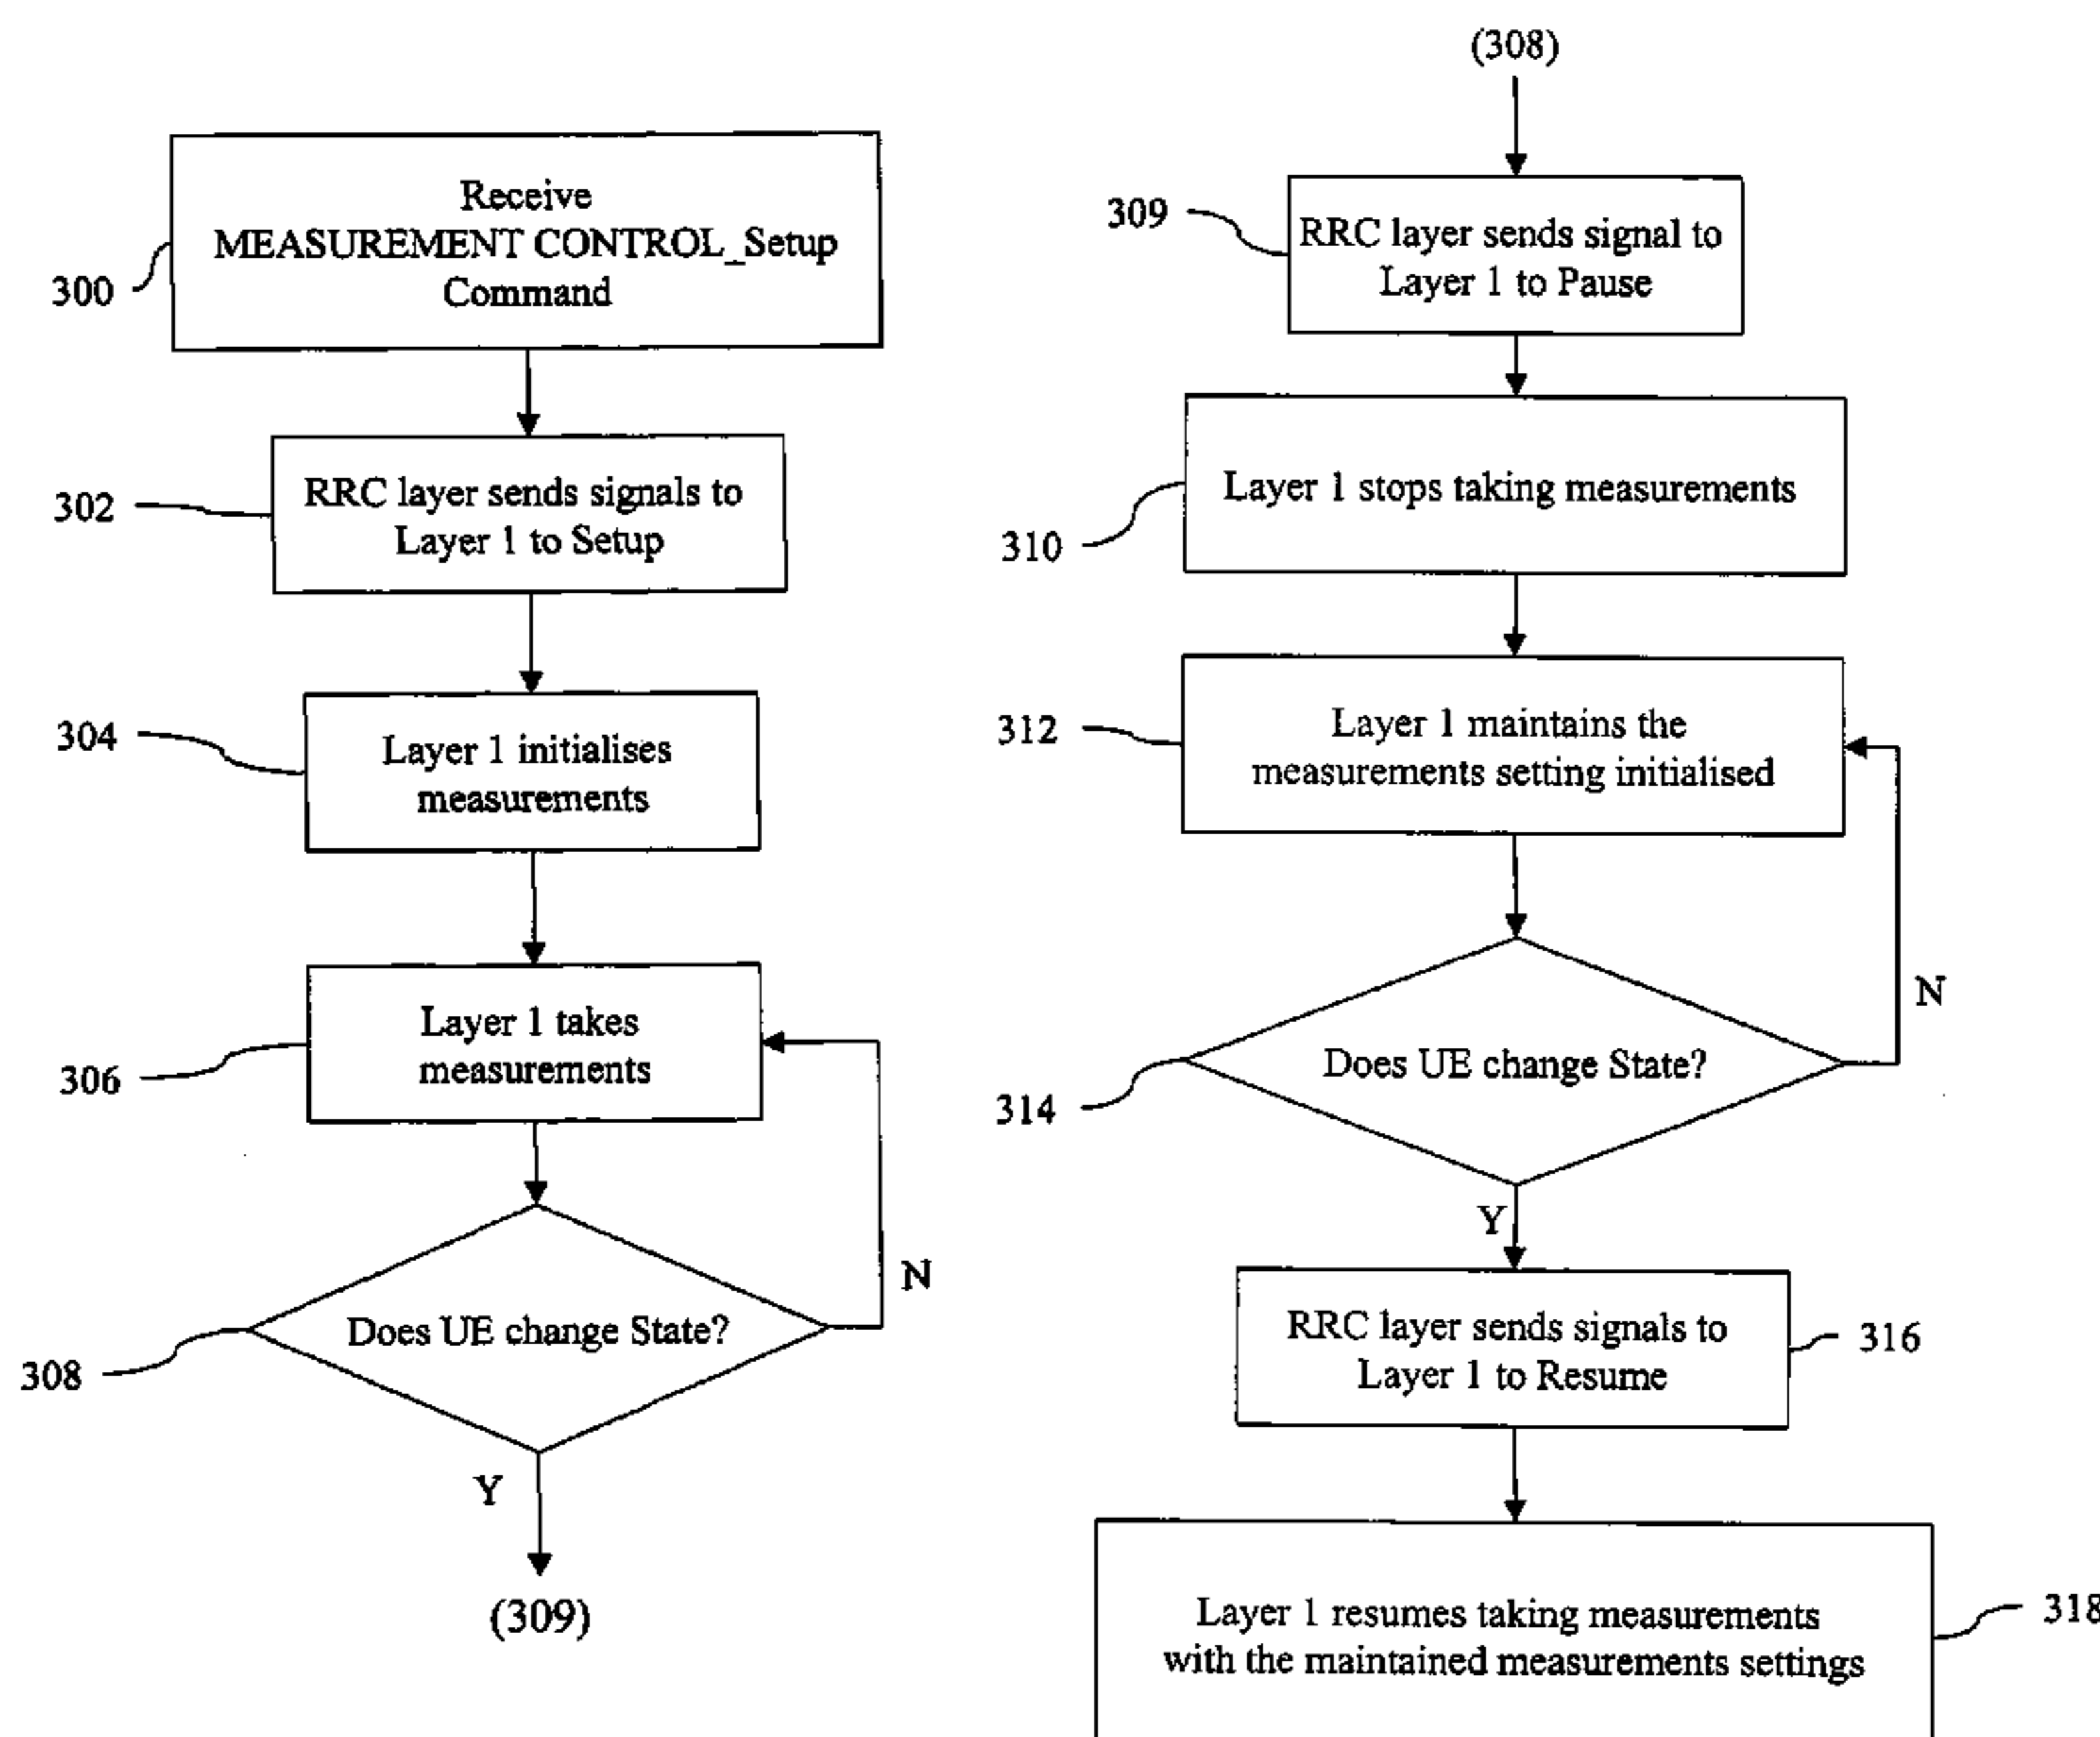 Receive
MEASUREMENT CONTROL_Setup
Command
300
RRC layer sends signals to
Layer 1 to Setup
302
Layer 1 initialises
measurements
304
Layer 1 takes
measurements
306
N
Does UE change State?
308
Y
(309)
(308)
309
RRC layer sends signal to
Layer 1 to Pause
Layer 1 stops taking measurements
310
312
Layer 1 maintains the
measurements setting initialised
N
Does UE change State?
314
Y
RRC layer sends signals to
Layer 1 to Resume
316
Layer 1 resumes taking measurements
with the maintained measurements settings
318